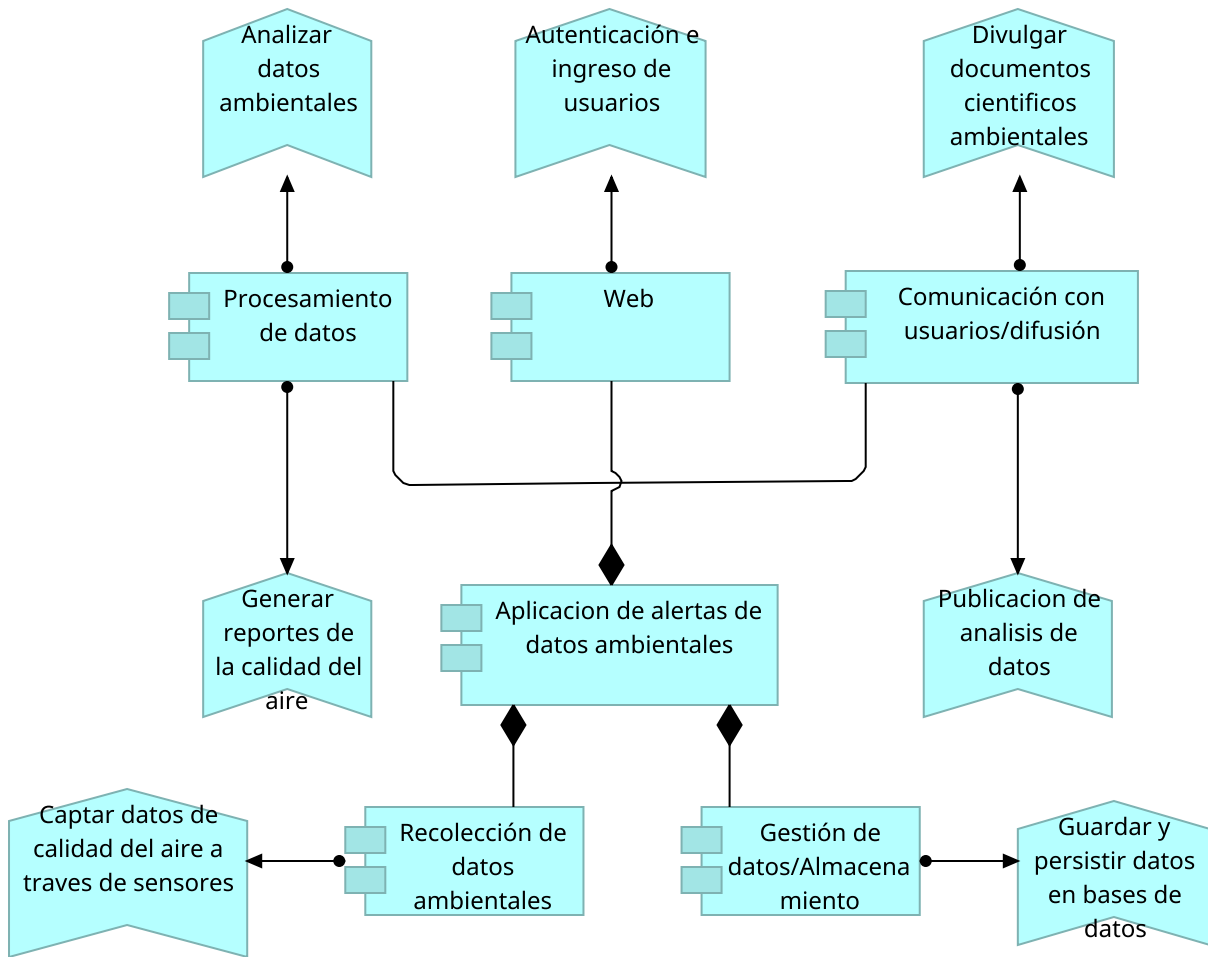 Analizar
datos
ambientales
Autenticación e
ingreso de
usuarios
Divulgar
documentos
cientificos
ambientales
Procesamiento
de datos
Web
Comunicación con
usuarios/difusión
Generar
reportes de
la calidad del
aire
Aplicacion de alertas de
datos ambientales
Publicacion de
analisis de
datos
Captar datos de
calidad del aire a
traves de sensores
Recolección de
datos
ambientales
Gestión de
datos/Almacena
miento
Guardar y
persistir datos
en bases de
datos